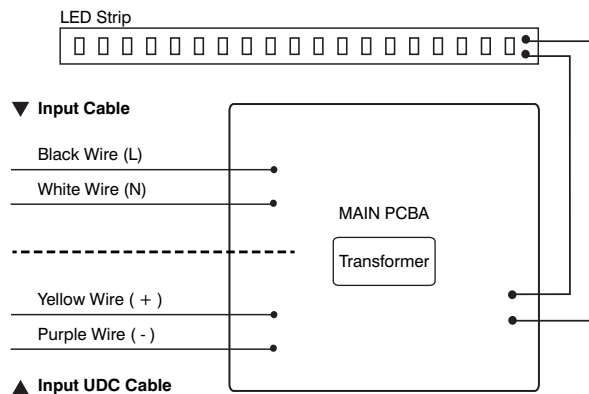 LED Strip
▼ Input Cable
Black Wire (L)
White Wire (N)
MAIN PCBA
Transformer
Yellow Wire ( + )
Purple Wire ( - )
▲ Input UDC Cable